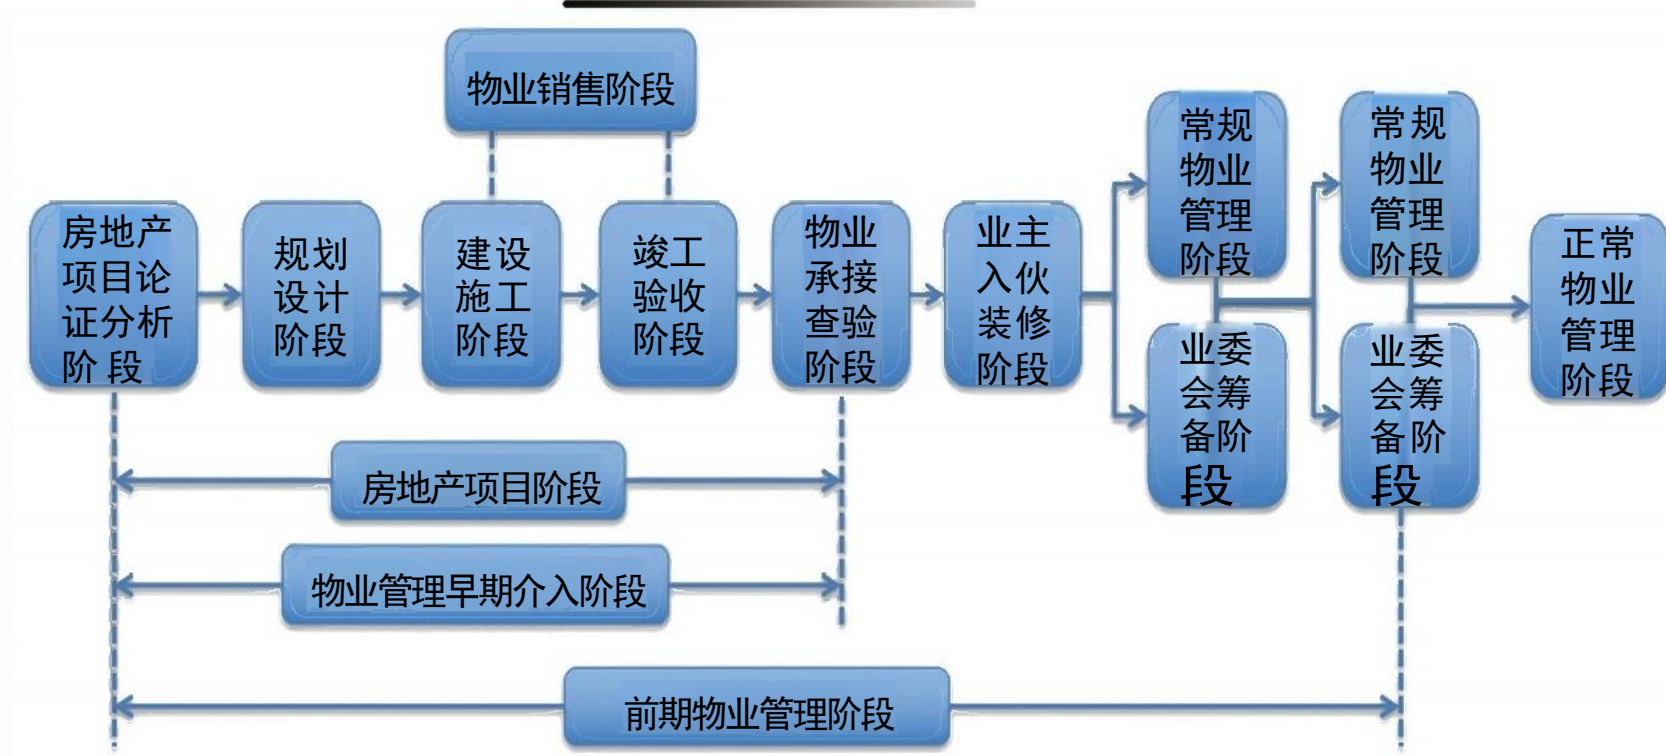 物业销售阶段
房地产
项目论
证分析
阶段
规划
设计
阶段
建设
施工
阶段
竣工
验收
阶段
物业
承接
查验
阶段
业主
入伙
装修
阶段
常规
物业
管理
阶段
业委
会筹
备阶
段
常规
物业
管理
阶段
业委
会筹
备阶
段
正常
物业
管理
阶段
房地产项目阶段
物业管理早期介入阶段
前期物业管理阶段